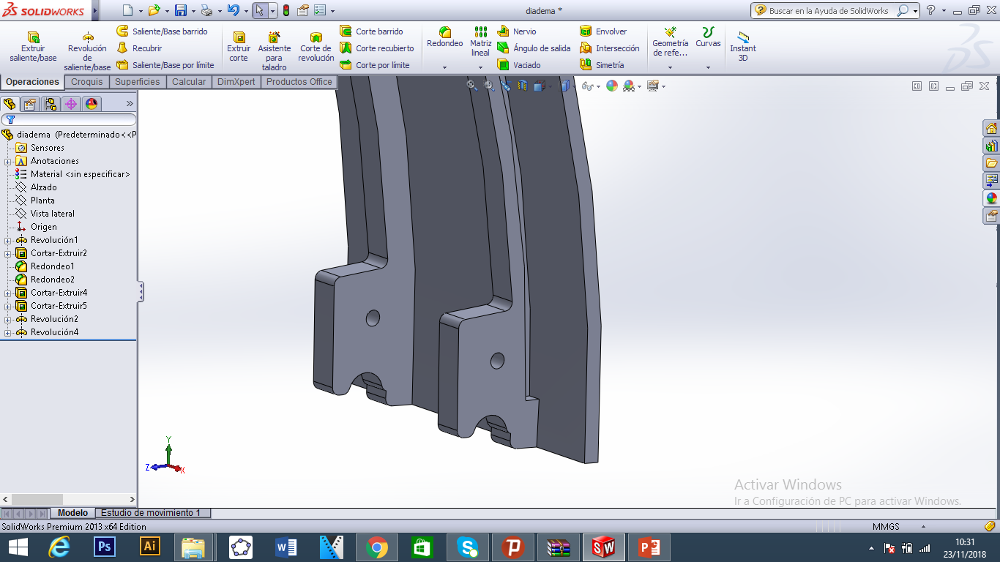 SOLIDWORKS
diadema *
Buscar en la Ayuda de SolidWorks
Extruir saliente/base
Revolución de saliente/base
Saliente/Base barrido
Recubrir
Saliente/Base por límite
Extruir corte
Asistente para taladro
Corte de revolución
Corte barrido
Corte recubierto
Corte por límite
Redondeo
Matriz lineal
Nervio
Ángulo de salida
Vaciado
Envolver
Intersección
Simetría
Geometría de refe...
Curvas
Instant 3D
Operaciones
Croquis
Superficies
Calcular
DimXpert
Productos Office
diadema (Predeterminado<<P
Sensores
Anotaciones
Material <sin especificar>
Alzado
Planta
Vista lateral
Origen
Revolución1
Cortar-Extruir2
Redondeo1
Redondeo2
Cortar-Extruir4
Cortar-Extruir5
Revolución2
Revolución4
Y
Z
X
Activar Windows
Ir a Configuración de PC para activar Windows.
Modelo
Estudio de movimiento 1
SolidWorks Premium 2013 x64 Edition
MMGS
Ps
Ai
SW
10:31
23/11/2018